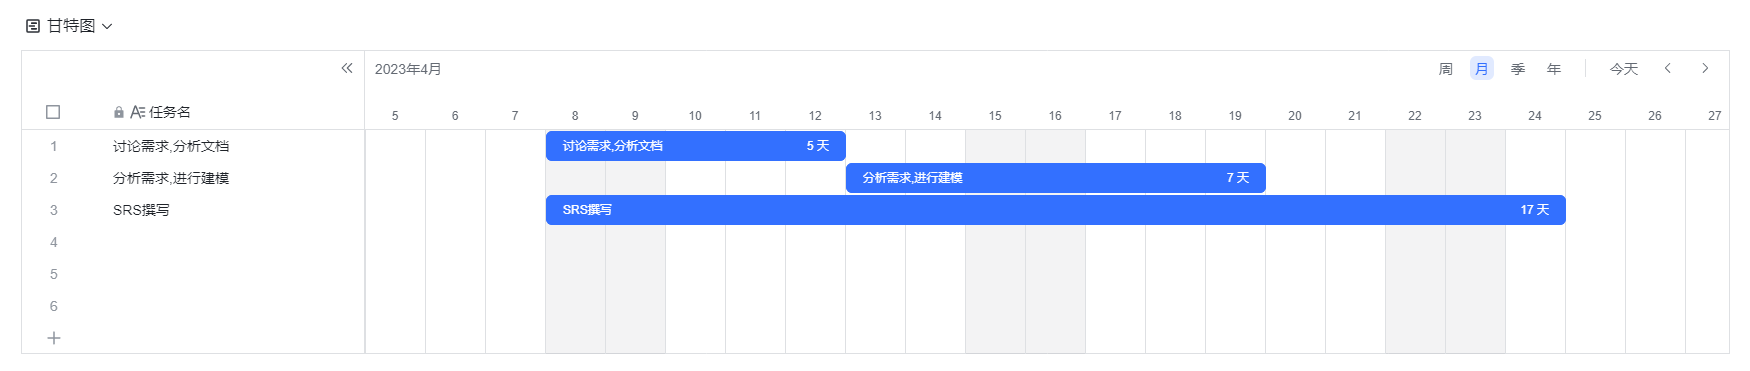 甘特图
2023年4月 周 月 季 年 今天
任务名 5 6 7 8 9 10 11 12 13 14 15 16 17 18 19 20 21 22 23 24 25 26 27
1 讨论需求,分析文档 讨论需求,分析文档 5 天
2 分析需求,进行建模 分析需求,进行建模 7 天
3 SRS撰写 SRS撰写 17 天
4
5
6